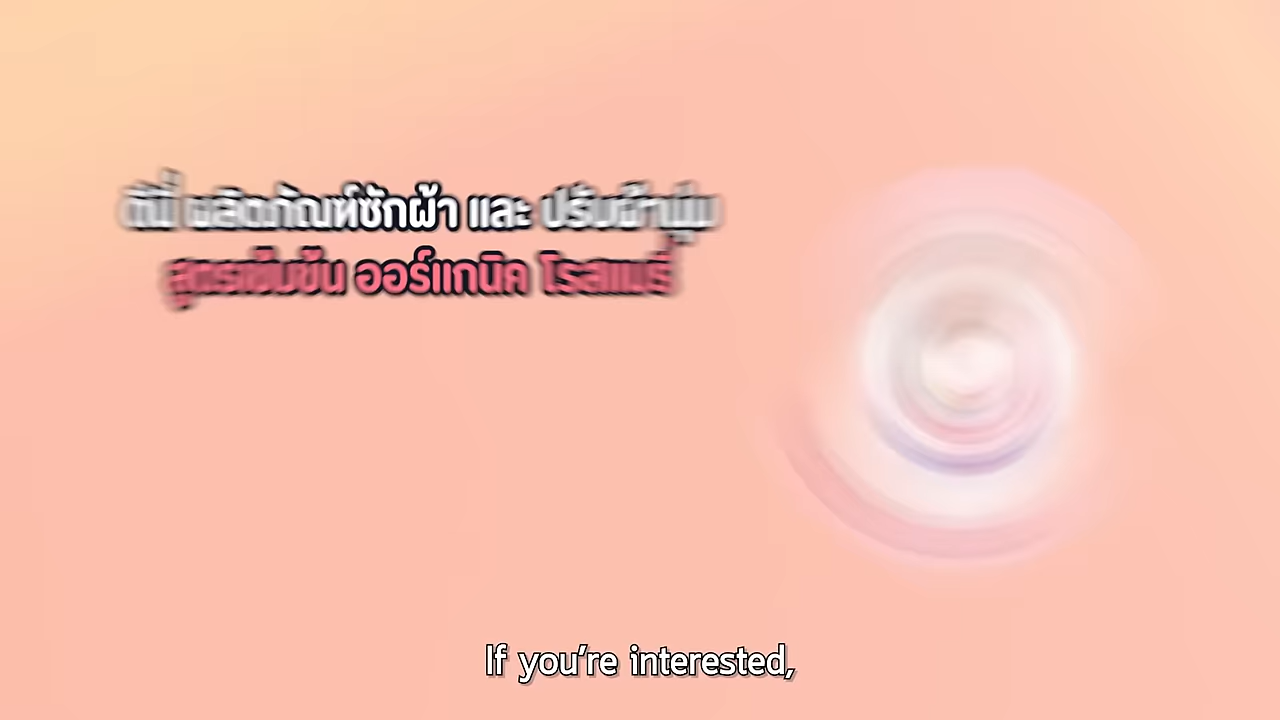 ดีนี่ ผลิตภัณฑ์ซักผ้า และ ปรับผ้านุ่ม
สูตรเข้มข้น ออร์แกนิค โรสแมรี่
If you're interested,